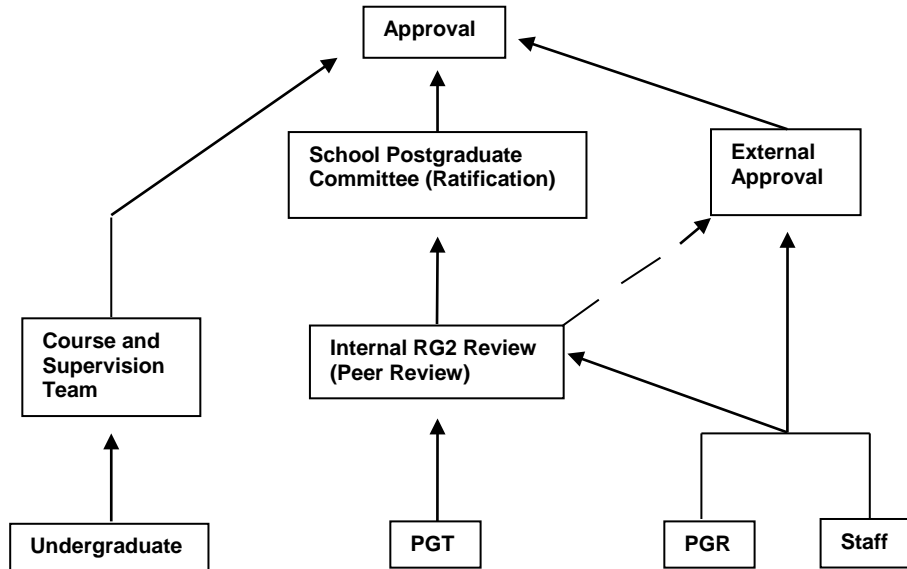 Approval
School Postgraduate
Committee (Ratification)
External
Approval
Course and
Supervision
Team
Internal RG2 Review
(Peer Review)
Undergraduate
PGT
PGR
Staff